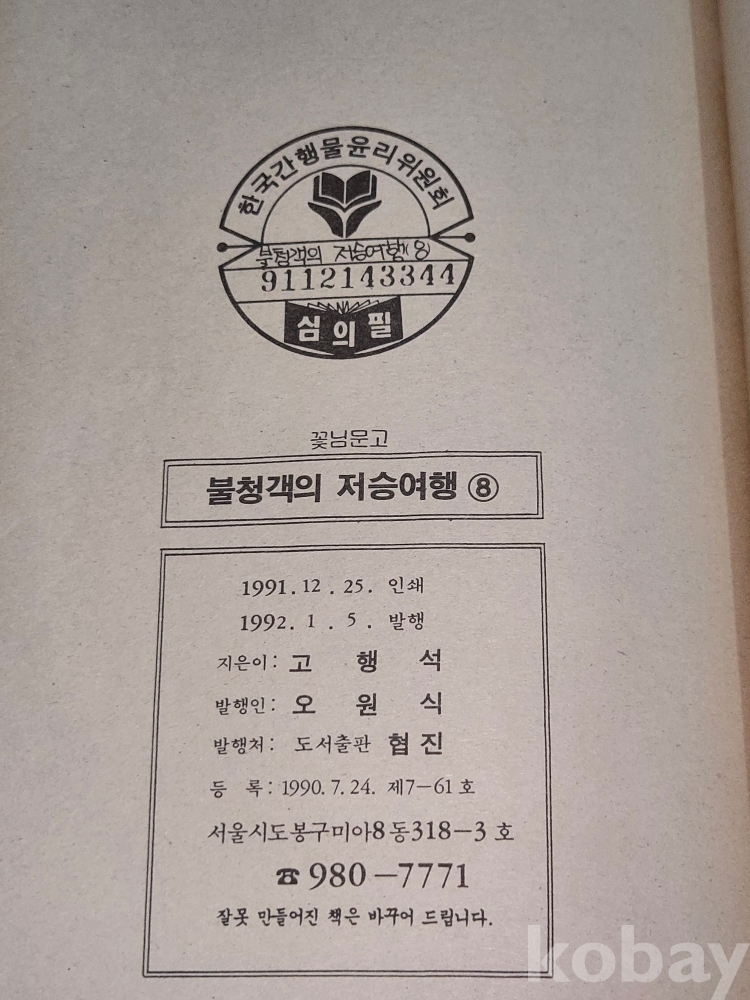 한국간행물윤리위원회
불청객의 저승여행(8)
9112143344
심의필
꽃님문고
불청객의 저승여행 ⑧
1991. 12. 25. 인쇄
1992. 1. 5. 발행
지은이: 고 행 석
발행인: 오 원 식
발행처: 도서출판 협진
등 록: 1990. 7. 24. 제7-61호
서울시도봉구미아8동318-3호
☎ 980-7771
잘못 만들어진 책은 바꾸어 드립니다.
kobay